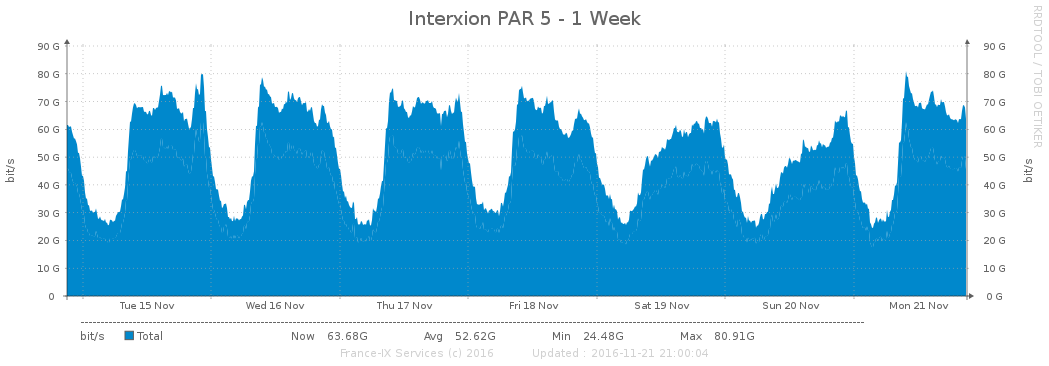 Interxion PAR 5 - 1 Week
RRDTOOL / TOBI OETIKER
bit/s
90 G
80 G
70 G
60 G
50 G
40 G
30 G
20 G
10 G
0
90 G
80 G
70 G
60 G
50 G
40 G
30 G
20 G
10 G
0 G
bit/s
Tue 15 Nov Wed 16 Nov Thu 17 Nov Fri 18 Nov Sat 19 Nov Sun 20 Nov Mon 21 Nov
bit/s Total Now 63.68G Avg 52.62G Min 24.48G Max 80.91G
France-IX Services (c) 2016 Updated : 2016-11-21 21:00:04